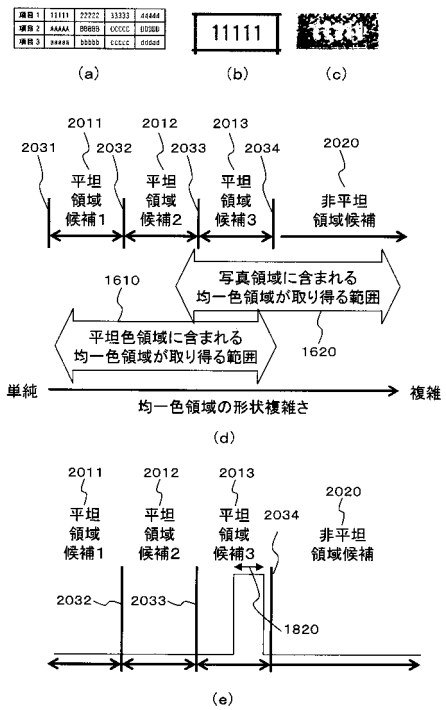 項目1 11111 22222 33333 44444
項目2 AAAAA BBBBB CCCCC DDDDD
項目3 aaaaa bbbbb ccccc ddddd
(a)
11111
(b)
(c)
2011
2012
2013
2020
2031
2032
2033
2034
平坦
領域
候補1
平坦
領域
候補2
平坦
領域
候補3
非平坦
領域候補
写真領域に含まれる
均一色領域が取り得る範囲
1610
1620
平坦色領域に含まれる
均一色領域が取り得る範囲
単純
複雑
均一色領域の形状複雑さ
(d)
2011
2012
2013
2020
平坦
領域
候補1
平坦
領域
候補2
平坦
領域
候補3
2034
非平坦
領域候補
2032
2033
1820
(e)